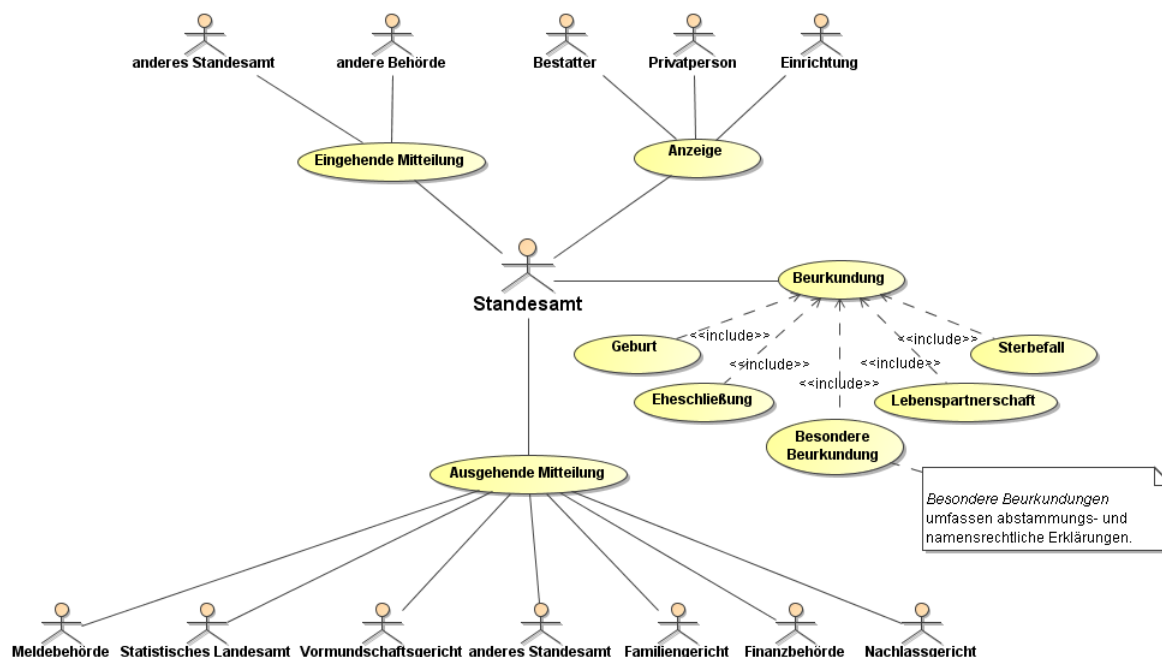 anderes Standesamt
andere Behörde
Bestatter
Privatperson
Einrichtung
Eingehende Mitteilung
Anzeige
Standesamt
Beurkundung
<<include>>
<<include>>
<<include>>
<<include>>
<<include>>
Geburt
Sterbefall
Eheschließung
Lebenspartnerschaft
Besondere
Beurkundung
Ausgehende Mitteilung
Besondere Beurkundungen
umfassen abstammungs- und
namensrechtliche Erklärungen.
Meldebehörde
Statistisches Landesamt
Vormundschaftsgericht
anderes Standesamt
Familiengericht
Finanzbehörde
Nachlassgericht